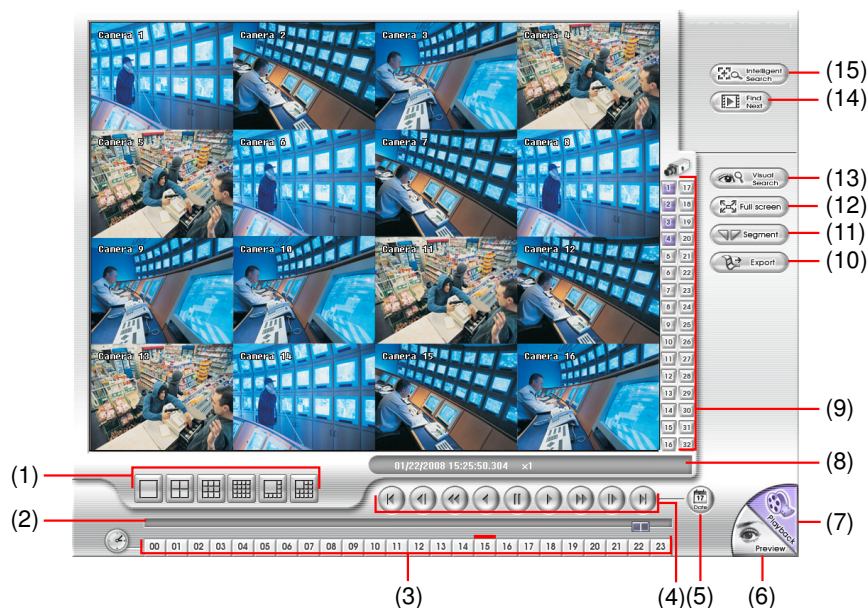 Camera 1
Camera 2
Camera 3
Camera 4
Camera 5
Camera 6
Camera 7
Camera 8
Camera 9
Camera 10
Camera 11
Camera 12
Camera 13
Camera 14
Camera 15
Camera 16
Intelligent Search
(15)
Find Next
(14)
Visual Search
(13)
Full screen
(12)
Segment
(11)
Export
(10)
1 17
2 18
3 19
4 20
5 21
6 22
7 23
8 24
9 25
10 26
11 27
12 28
13 29
14 30
15 31
16 32
(9)
01/22/2008 15:25:50.304 x1
(8)
(1)
17
Date
(2)
Playback
(7)
00 01 02 03 04 05 06 07 08 09 10 11 12 13 14 15 16 17 18 19 20 21 22 23
Preview
(3)
(4)
(5)
(6)